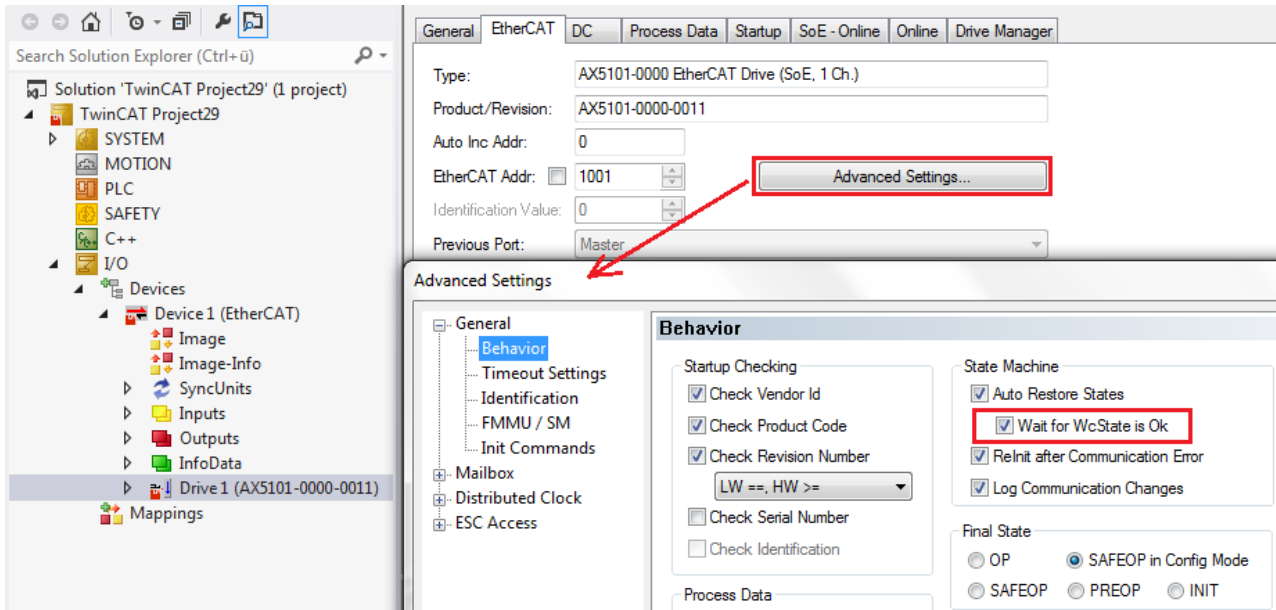 Search Solution Explorer (Ctrl+ü)
Solution 'TwinCAT Project29' (1 project)
TwinCAT Project29
SYSTEM
MOTION
PLC
SAFETY
C++
I/O
Devices
Device 1 (EtherCAT)
Image
Image-Info
SyncUnits
Inputs
Outputs
InfoData
Drive 1 (AX5101-0000-0011)
Mappings
General EtherCAT DC Process Data Startup SoE - Online Online Drive Manager
Type: AX5101-0000 EtherCAT Drive (SoE, 1 Ch.)
Product/Revision: AX5101-0000-0011
Auto Inc Addr: 0
EtherCAT Addr: 1001 Advanced Settings...
Identification Value: 0
Previous Port: Master
Advanced Settings
General
Behavior
Timeout Settings
Identification
FMMU / SM
Init Commands
Mailbox
Distributed Clock
ESC Access
Behavior
Startup Checking
Check Vendor Id
Check Product Code
Check Revision Number
LW ==, HW >=
Check Serial Number
Check Identification
Process Data
State Machine
Auto Restore States
Wait for WcState is Ok
ReInit after Communication Error
Log Communication Changes
Final State
OP SAFEOP in Config Mode
SAFEOP PREOP INIT